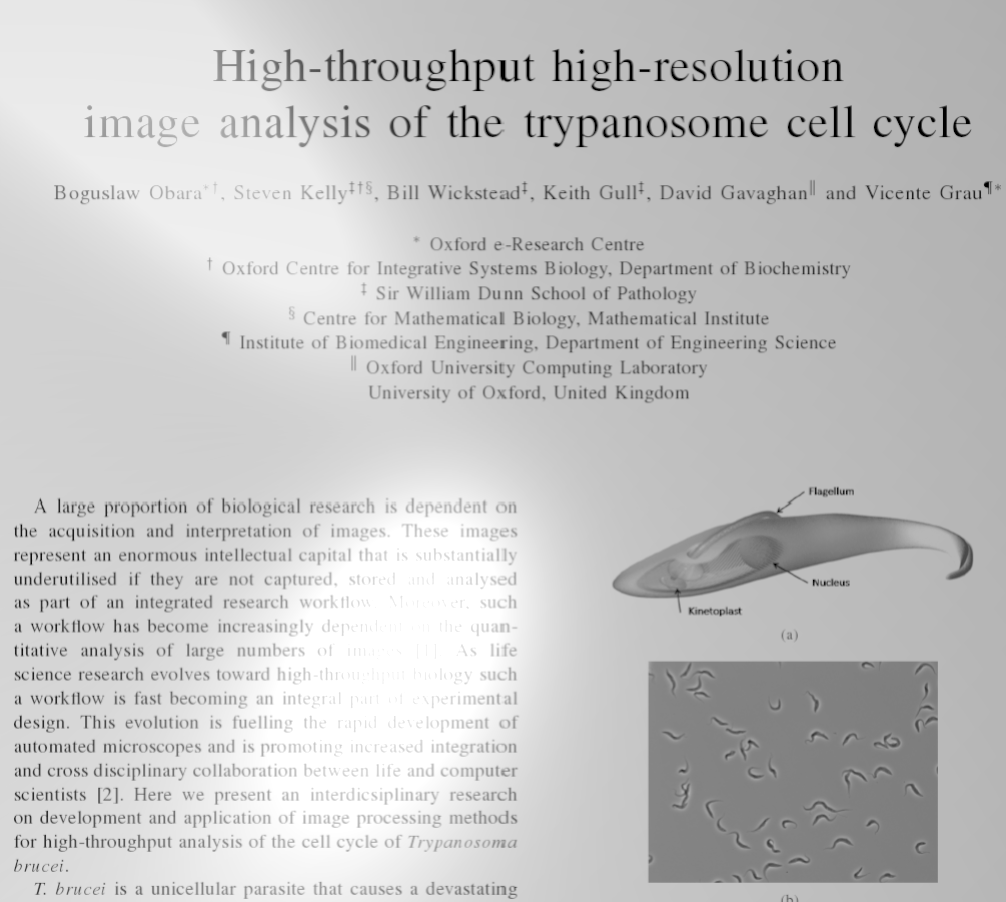 High-throughput high-resolution
image analysis of the trypanosome cell cycle
Boguslaw Obara*†, Steven Kelly‡†§, Bill Wickstead‡, Keith Gull‡, David Gavaghan‖ and Vicente Grau¶*
* Oxford e-Research Centre
† Oxford Centre for Integrative Systems Biology, Department of Biochemistry
‡ Sir William Dunn School of Pathology
§ Centre for Mathematical Biology, Mathematical Institute
¶ Institute of Biomedical Engineering, Department of Engineering Science
‖ Oxford University Computing Laboratory
University of Oxford, United Kingdom
A large proportion of biological research is dependent on
the acquisition and interpretation of images. These images
represent an enormous intellectual capital that is substantially
underutilised if they are not captured, stored and analysed
as part of an integrated research workflow. Moreover, such
a workflow has become increasingly dependent on the quan-
titative analysis of large numbers of images [1]. As life
science research evolves toward high-throughput biology such
a workflow is fast becoming an integral part of experimental
design. This evolution is fuelling the rapid development of
automated microscopes and is promoting increased integration
and cross disciplinary collaboration between life and computer
scientists [2]. Here we present an interdicsiplinary research
on development and application of image processing methods
for high-throughput analysis of the cell cycle of Trypanosoma
brucei.
T. brucei is a unicellular parasite that causes a devastating
Flagellum
Nucleus
Kinetoplast
(a)
(b)